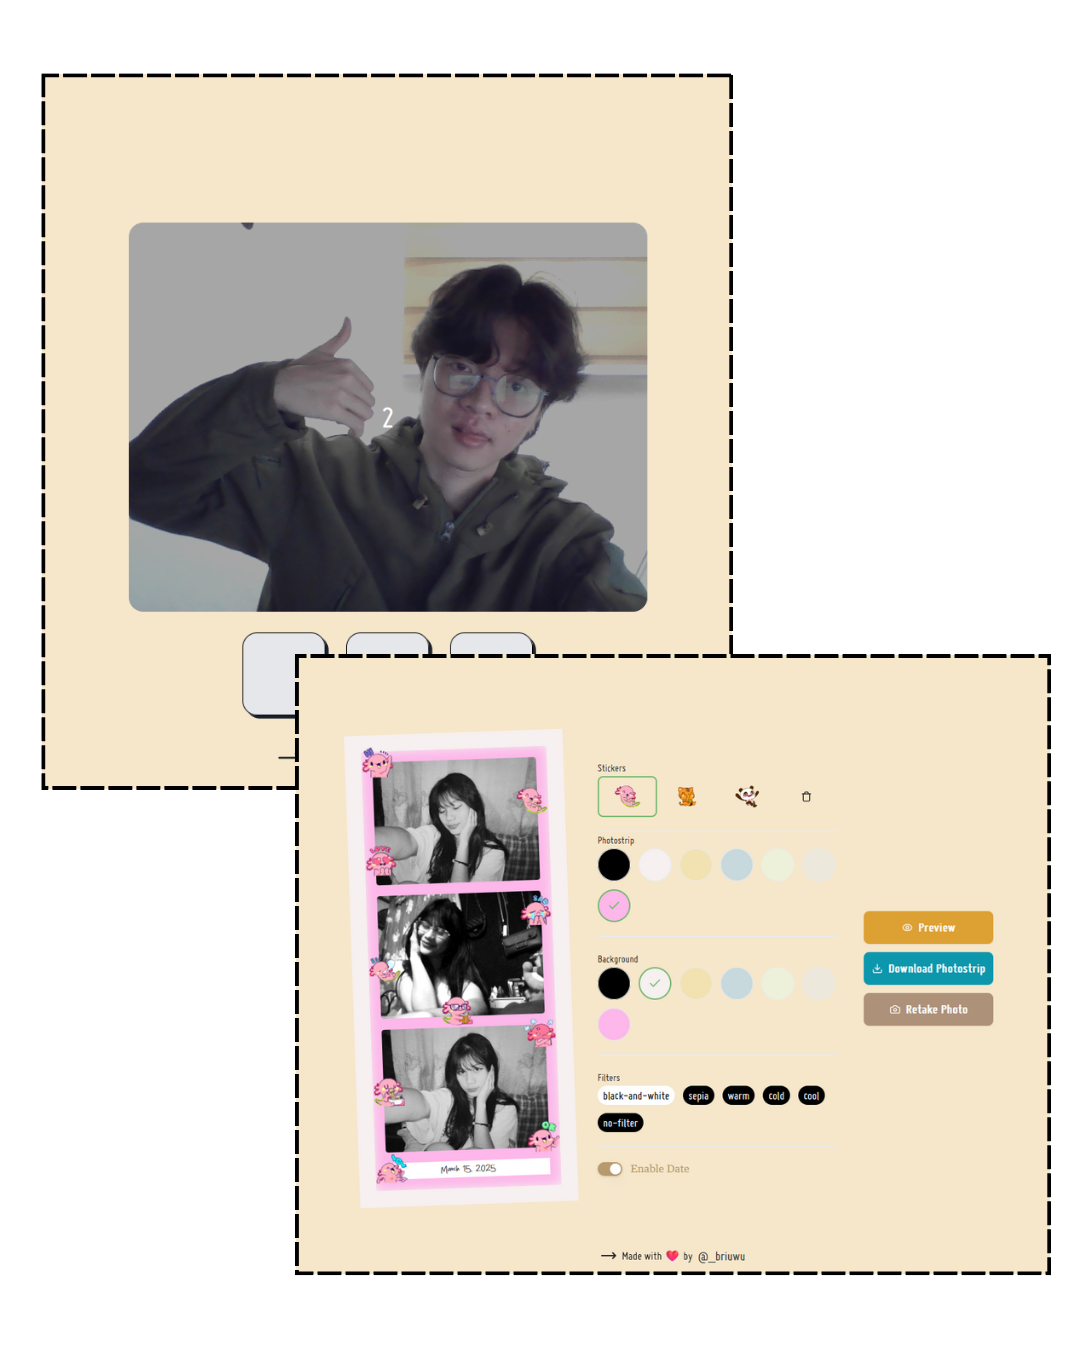 2
Stickers
Photostrip
Background
Filters
black-and-white sepia warm cold cool
no-filter
Enable Date
Preview
Download Photostrip
Retake Photo
March 15, 2025
Made with ❤️ by @_briuwu